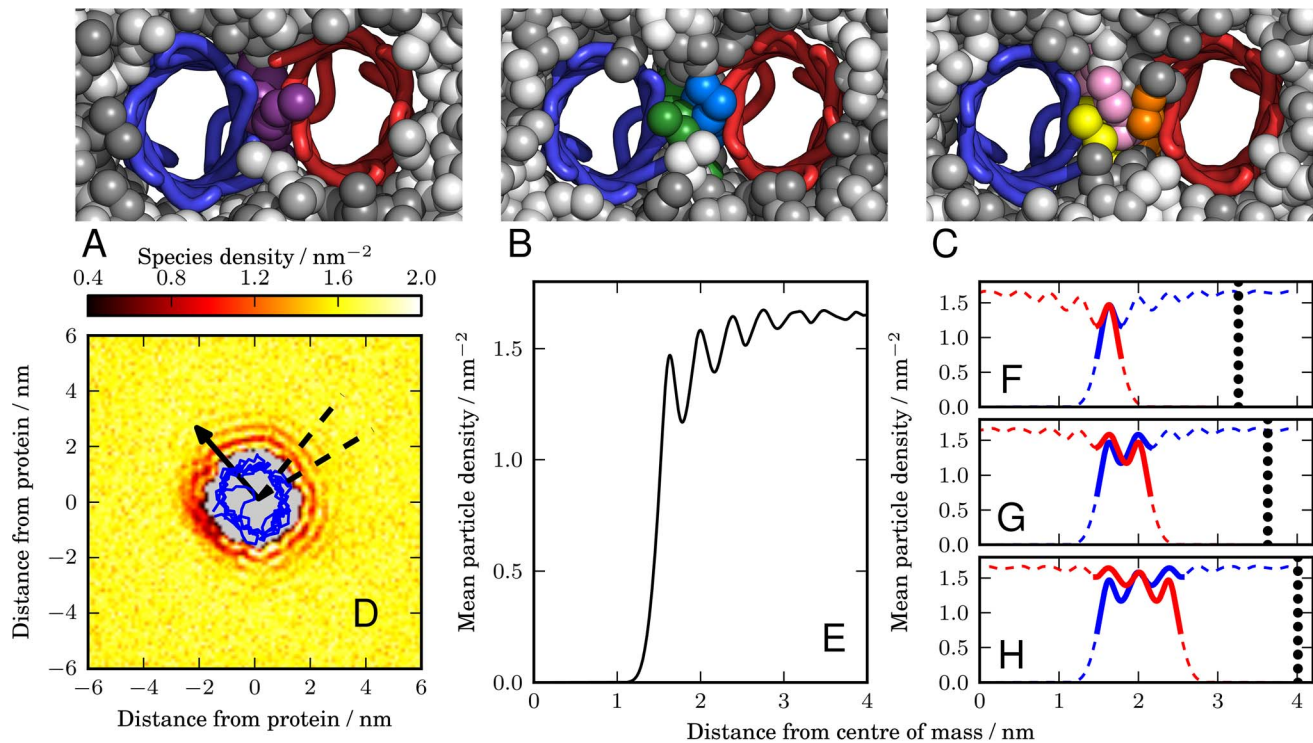 A
B
C
Species density / nm⁻²
0.4 0.8 1.2 1.6 2.0
6
4
2
0
−2
−4
−6
Distance from protein / nm
D
−6 −4 −2 0 2 4 6
Distance from protein / nm
Mean particle density / nm⁻²
1.5
1.0
0.5
0.0
E
0 1 2 3 4
Mean particle density / nm⁻²
1.5
1.0
0.5
0.0
F
1.5
1.0
0.5
0.0
G
1.5
1.0
0.5
0.0
H
0 1 2 3 4
Distance from centre of mass / nm